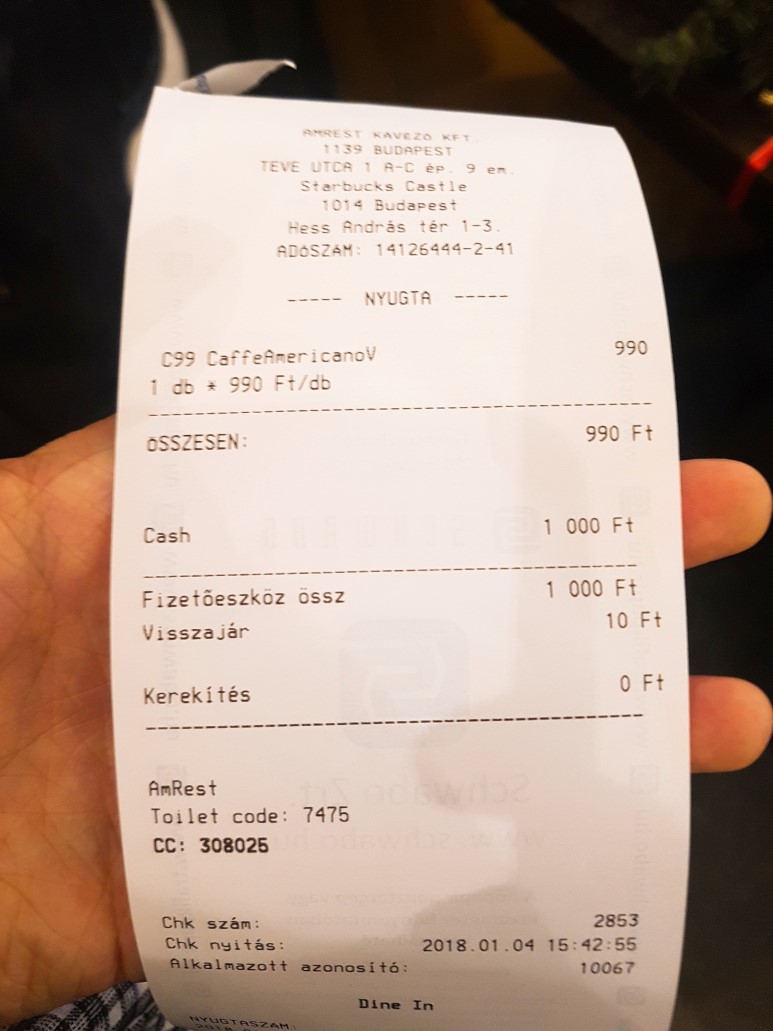 AMREST KÁVÉZÓ KFT.
1139 BUDAPEST
TEVE UTCA 1 A-C ép. 9 em.
Starbucks Castle
1014 Budapest
Hess András tér 1-3.
ADÓSZÁM: 14126444-2-41
----- NYUGTA -----
C99 CaffeAmericanoV 990
1 db * 990 Ft/db
ÖSSZESEN: 990 Ft
Cash 1 000 Ft
Fizetőeszköz össz 1 000 Ft
Visszajár 10 Ft
Kerekítés 0 Ft
AmRest
Toilet code: 7475
CC: 308025
Chk szám: 2853
Chk nyitás: 2018.01.04 15:42:55
Alkalmazott azonosító: 10067
Dine In
NYUGTASZÁM: